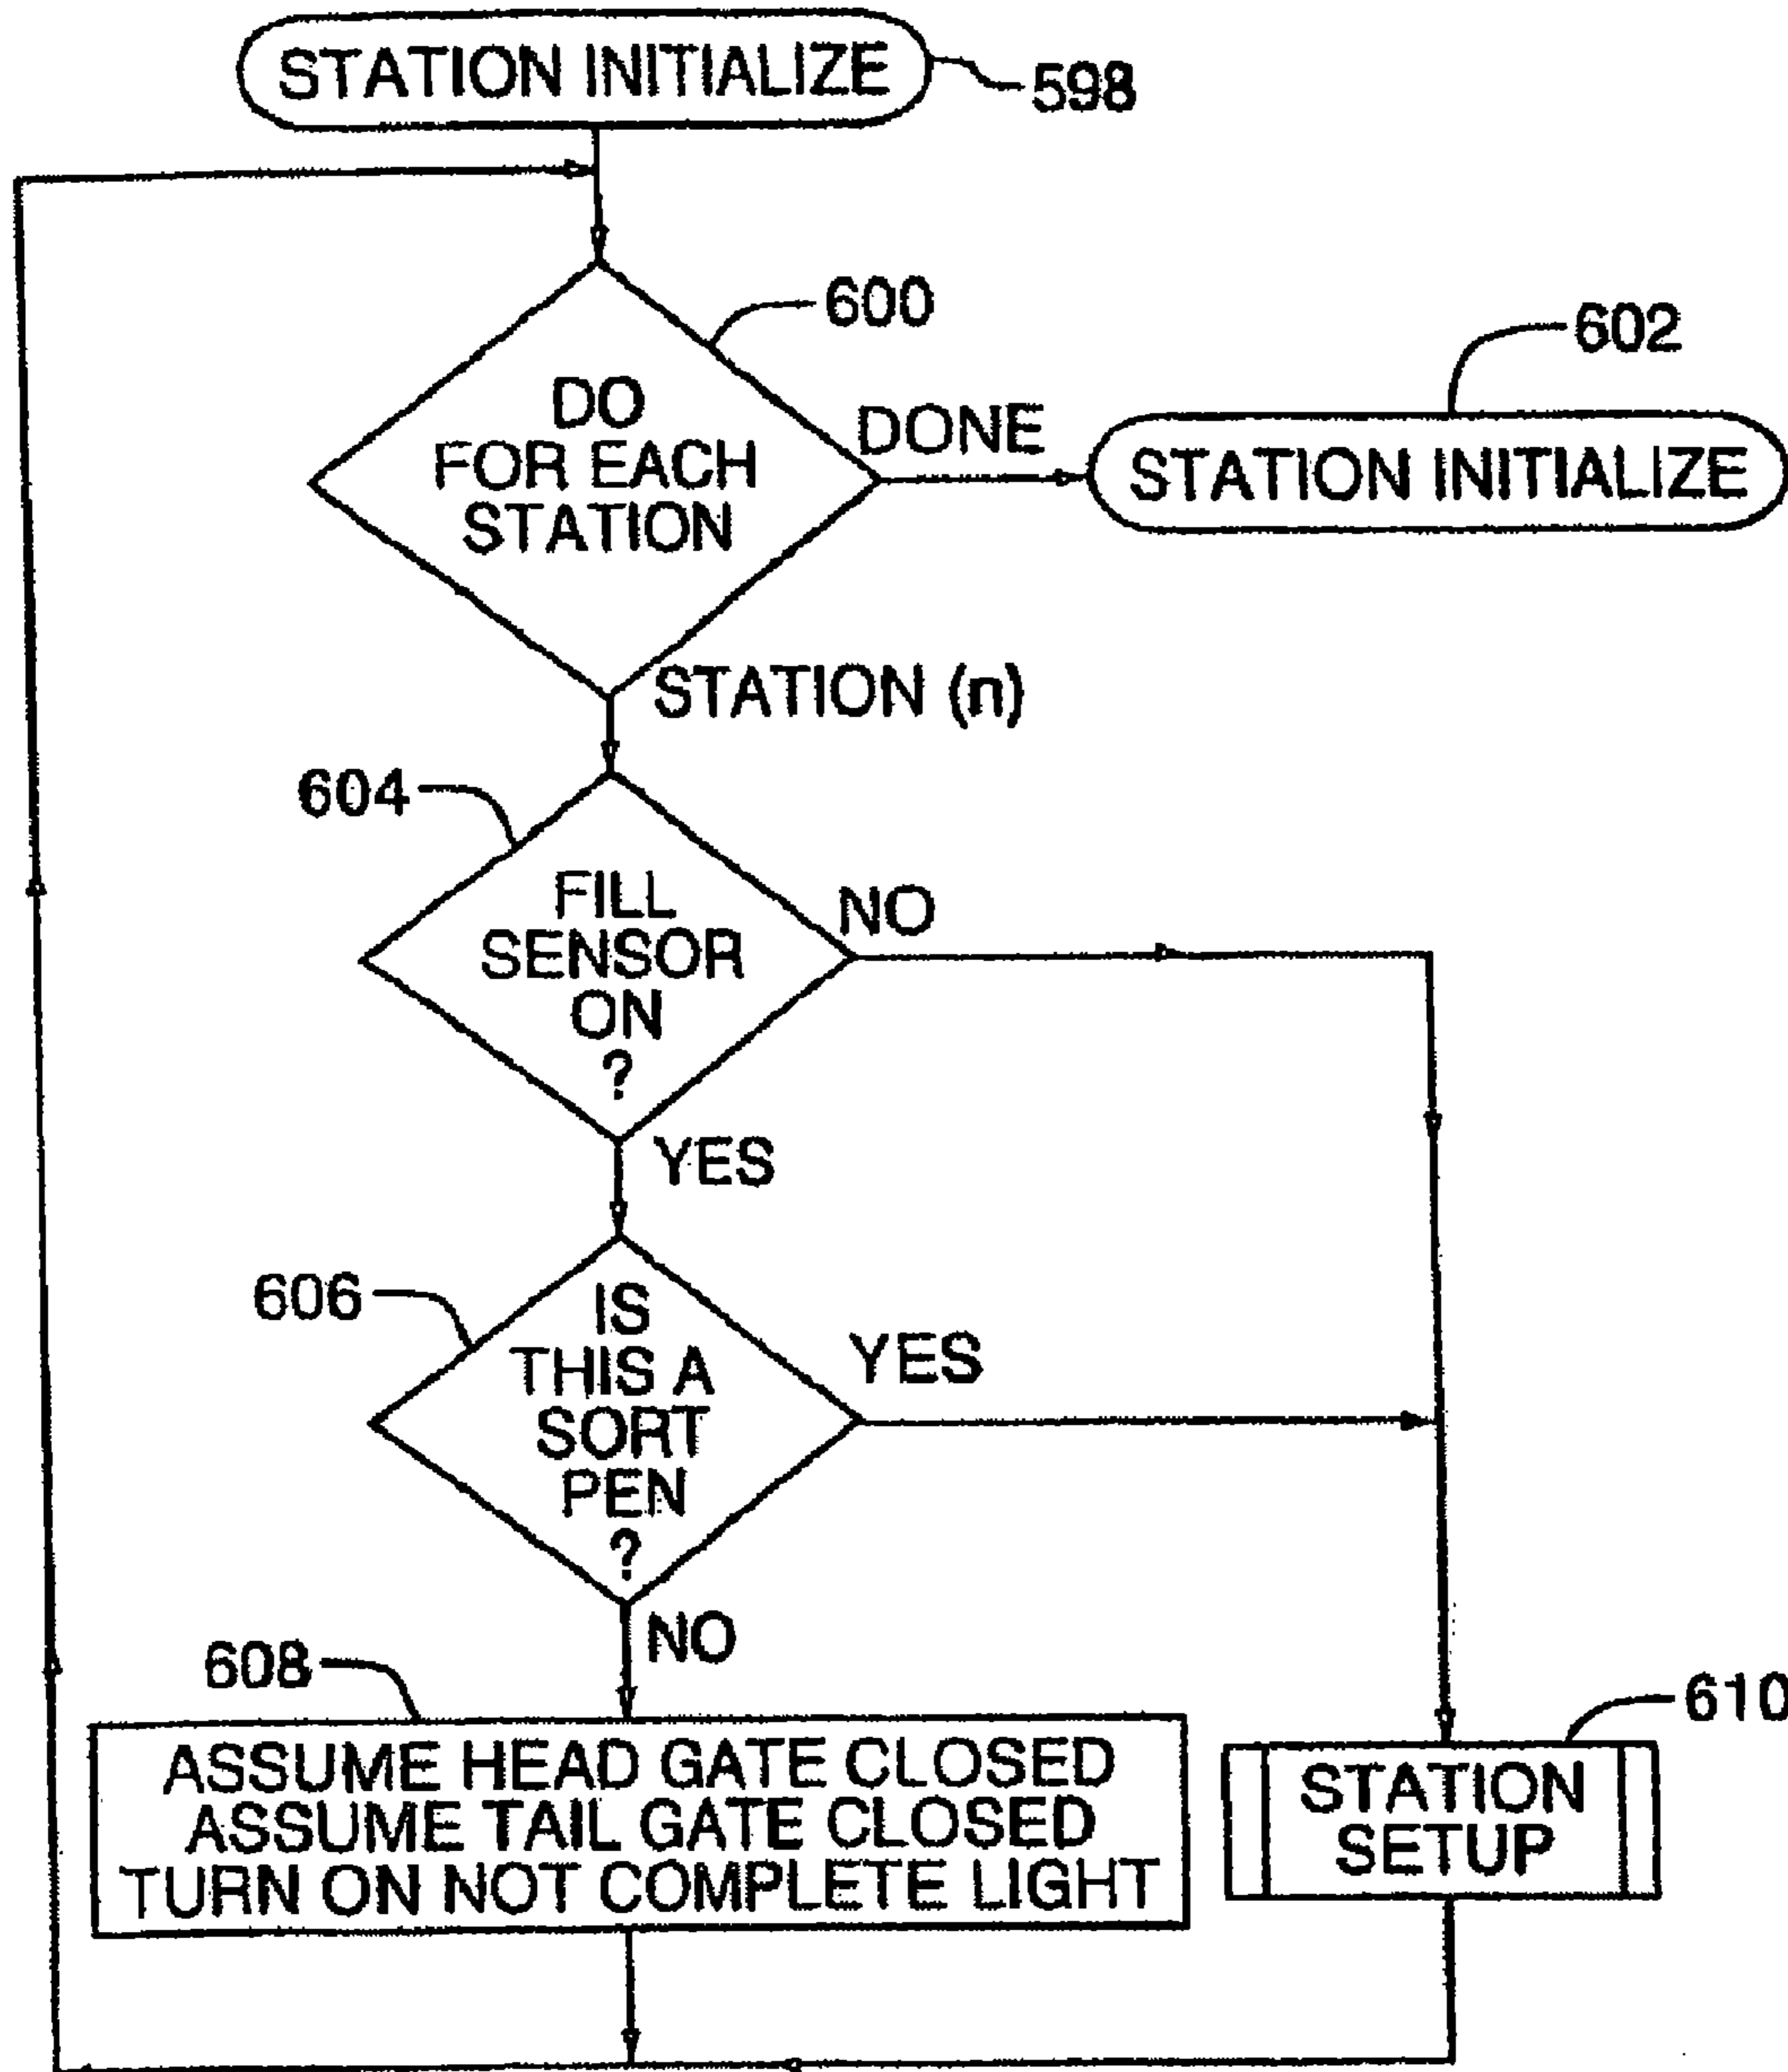 STATION INITIALIZE
598
600
602
DO
FOR EACH
STATION
DONE
STATION INITIALIZE
STATION (n)
604
FILL
SENSOR
ON
?
NO
YES
606
IS
THIS A
SORT
PEN
?
YES
NO
608
610
ASSUME HEAD GATE CLOSED
ASSUME TAIL GATE CLOSED
TURN ON NOT COMPLETE LIGHT
STATION
SETUP